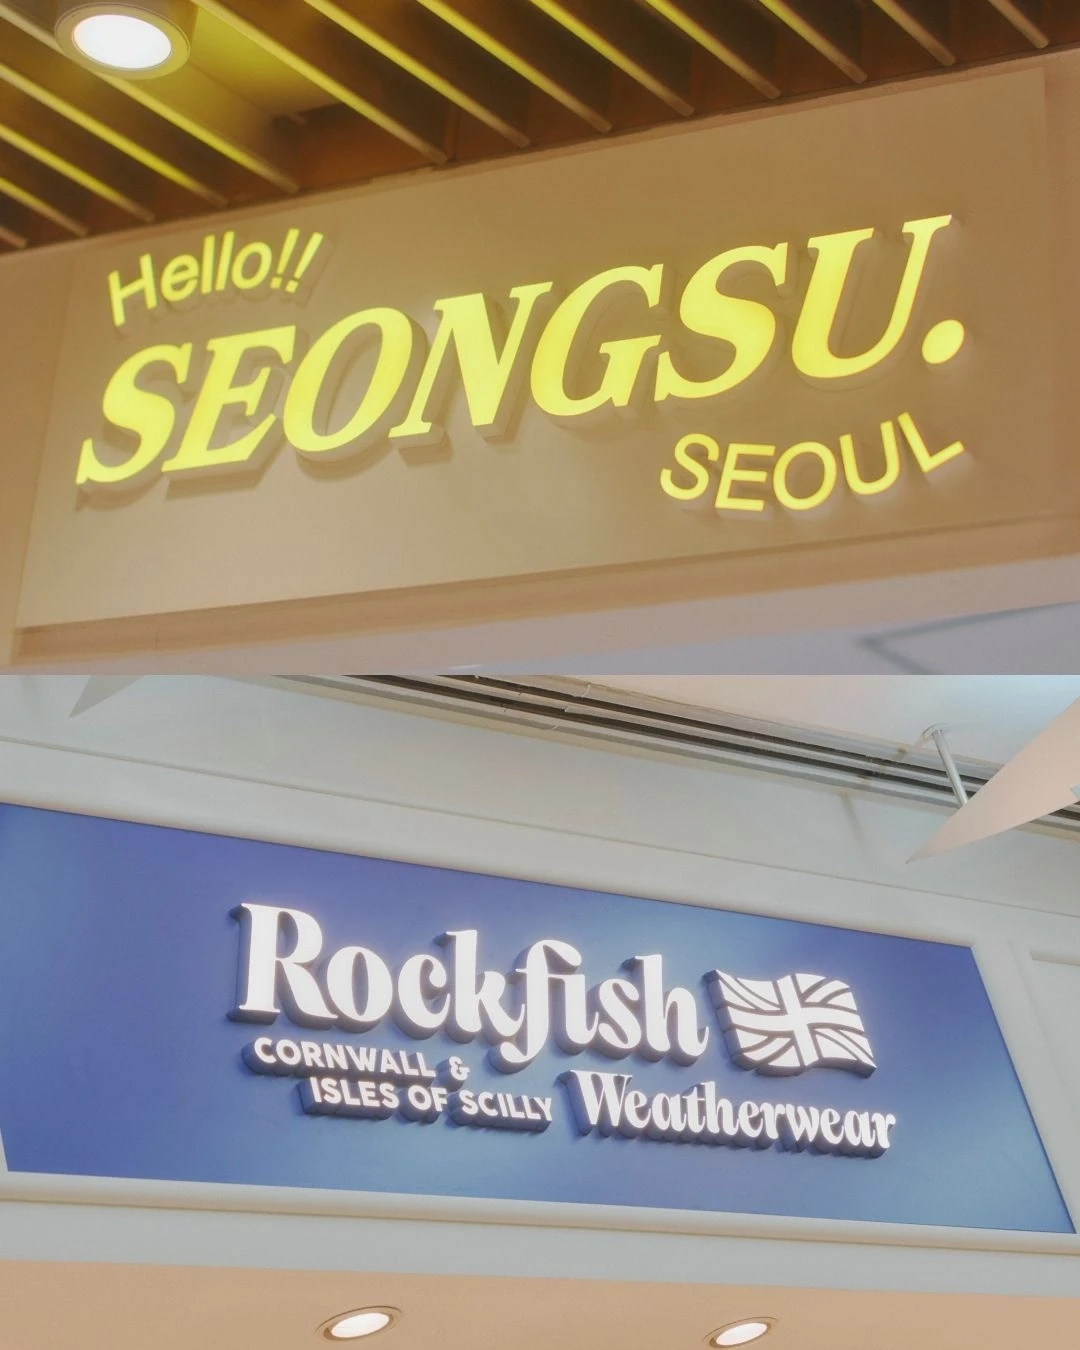 Hello!!
SEONGSU.
SEOUL
Rockfish
CORNWALL &
ISLES OF SCILLY
Weatherwear